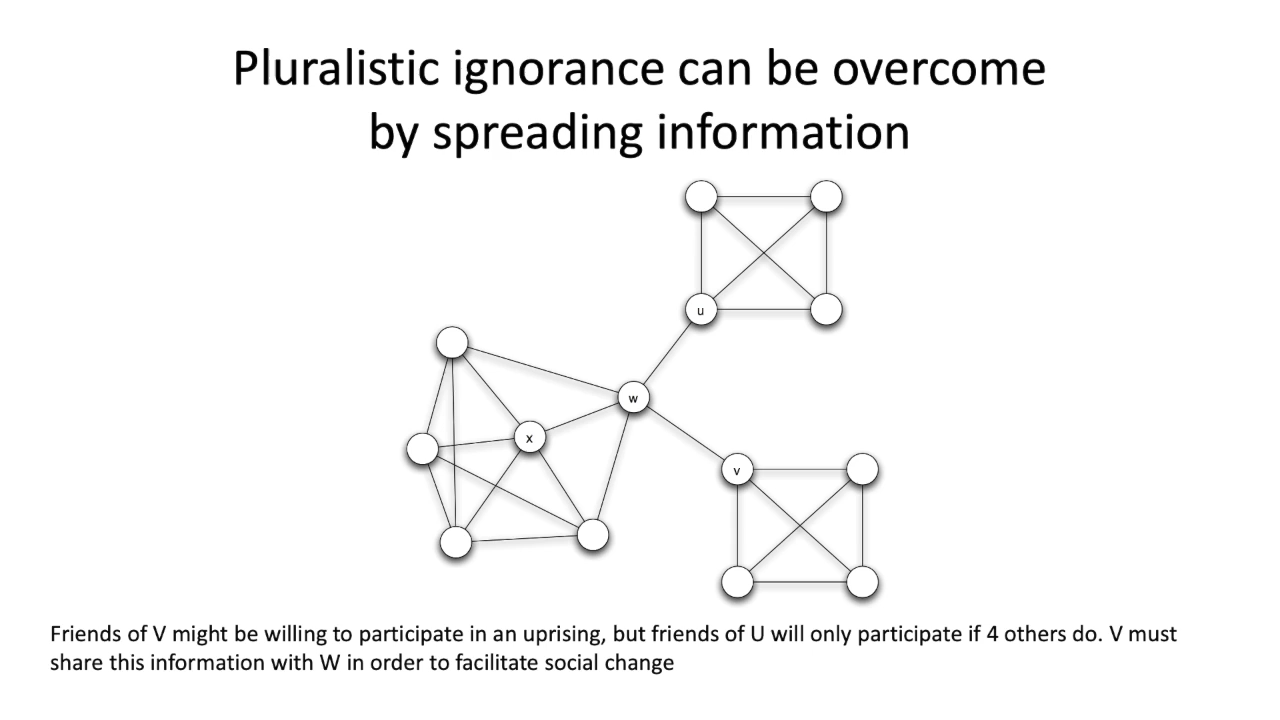 Pluralistic ignorance can be overcome
by spreading information
u
w
x
v
Friends of V might be willing to participate in an uprising, but friends of U will only participate if 4 others do. V must
share this information with W in order to facilitate social change